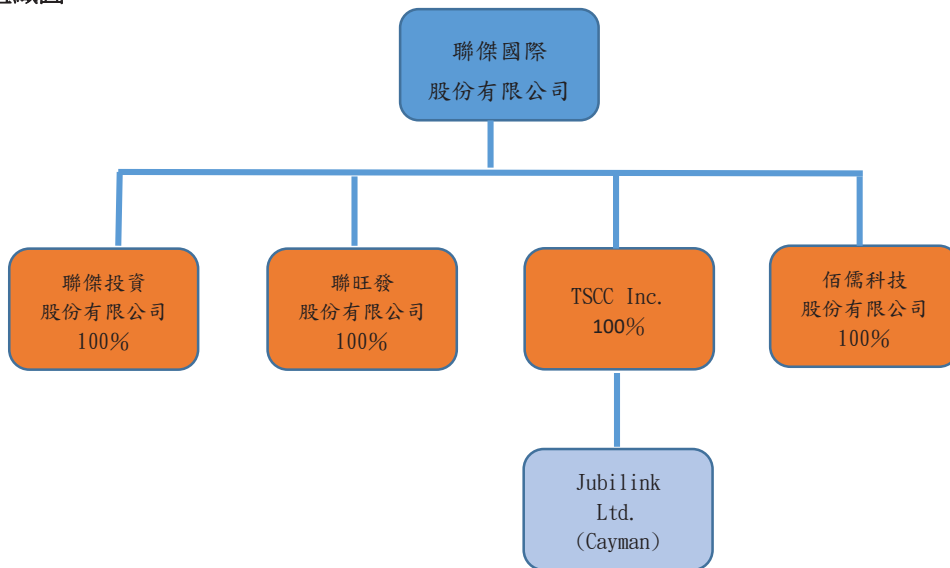 聯傑國際
股份有限公司
聯傑投資
股份有限公司
100%
聯旺發
股份有限公司
100%
TSCC Inc.
100%
佰儒科技
股份有限公司
100%
Jubilink
Ltd.
(Cayman)